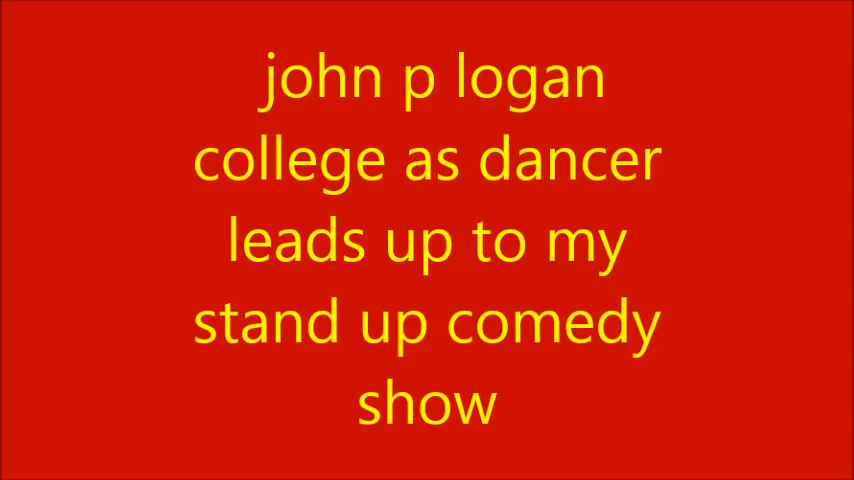 john p logan
college as dancer
leads up to my
stand up comedy
show